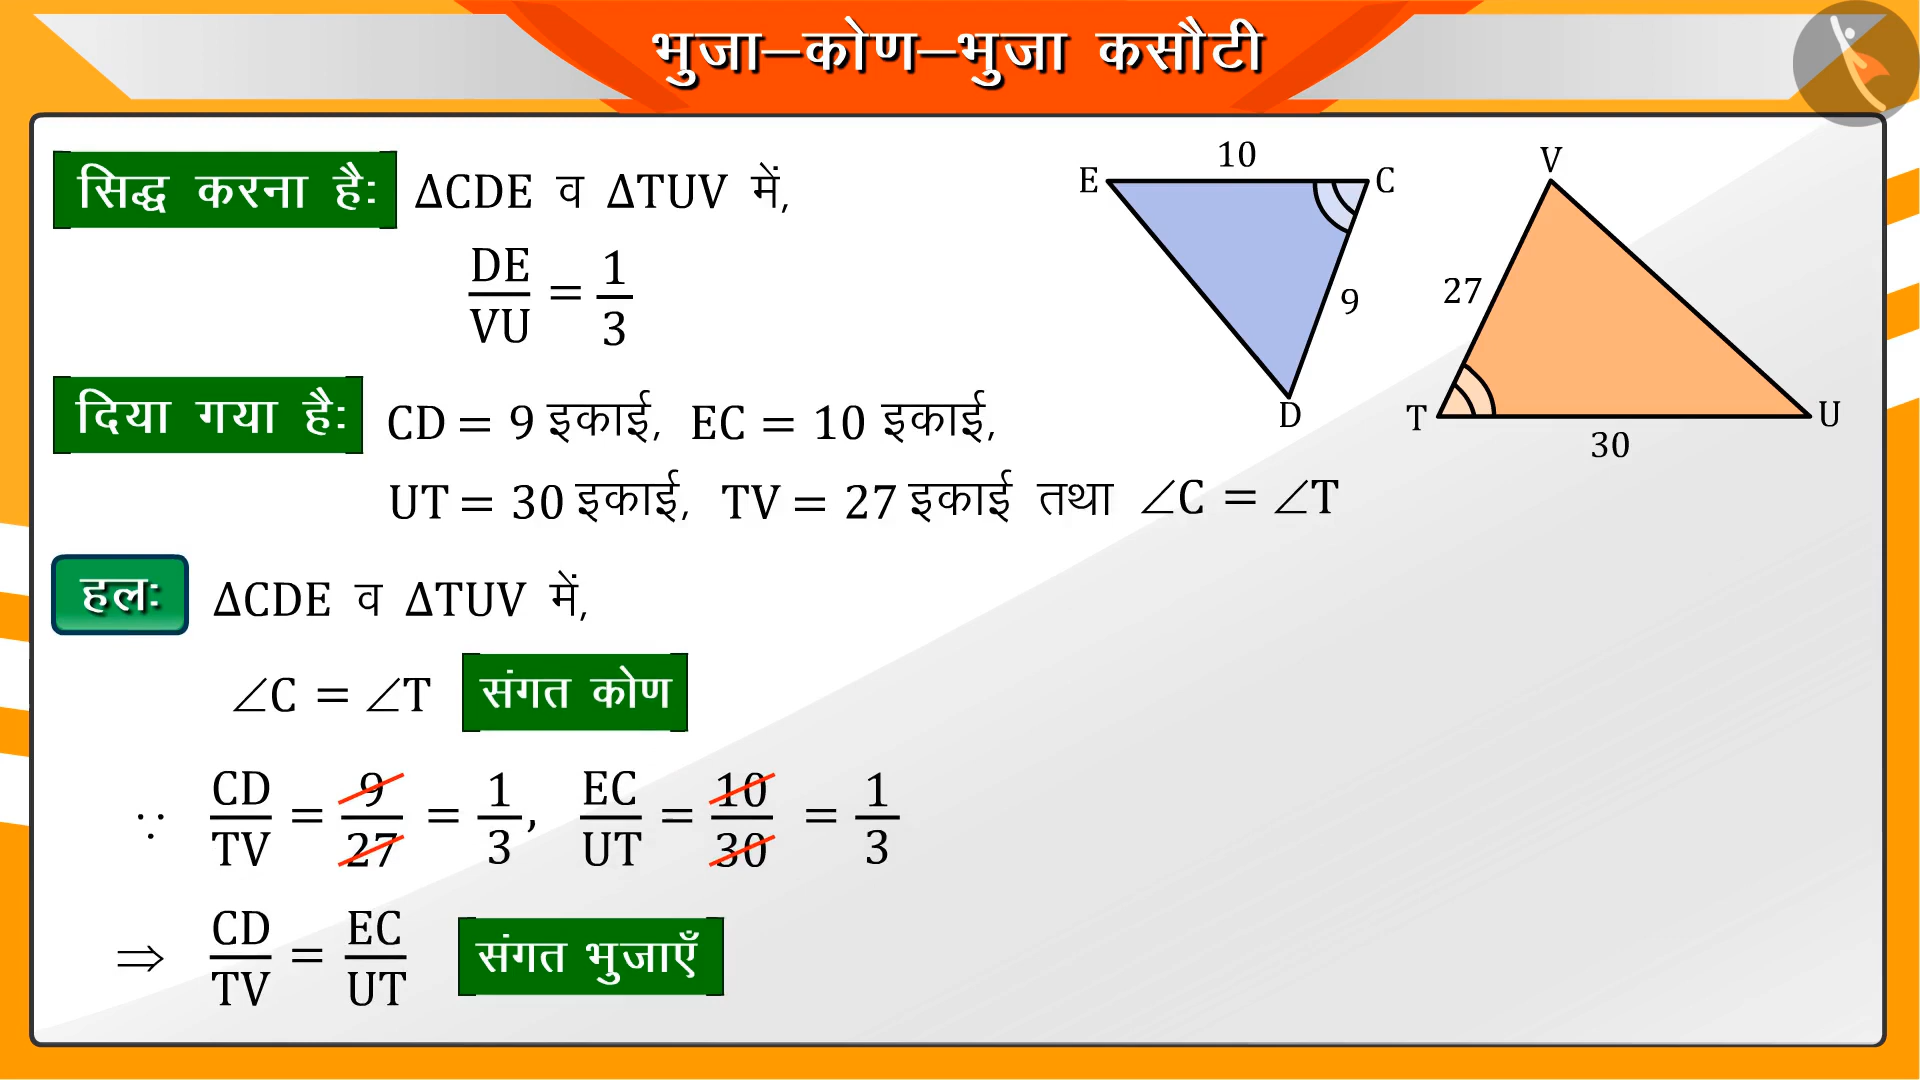 भुजा–कोण–भुजा कसौटी
सिद्ध करना है: ΔCDE व ΔTUV में,
DE/VU = 1/3
दिया गया है: CD = 9 इकाई, EC = 10 इकाई,
UT = 30 इकाई, TV = 27 इकाई तथा ∠C = ∠T
E 10 C
9
D
V
27
T 30 U
हल: ΔCDE व ΔTUV में,
∠C = ∠T संगत कोण
∵ CD/TV = 9/27 = 1/3, EC/UT = 10/30 = 1/3
⇒ CD/TV = EC/UT संगत भुजाएँ